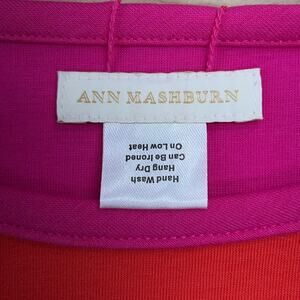 ANN MASHBURN
Hand Wash
Hang Dry
Can Be Ironed
On Low Heat